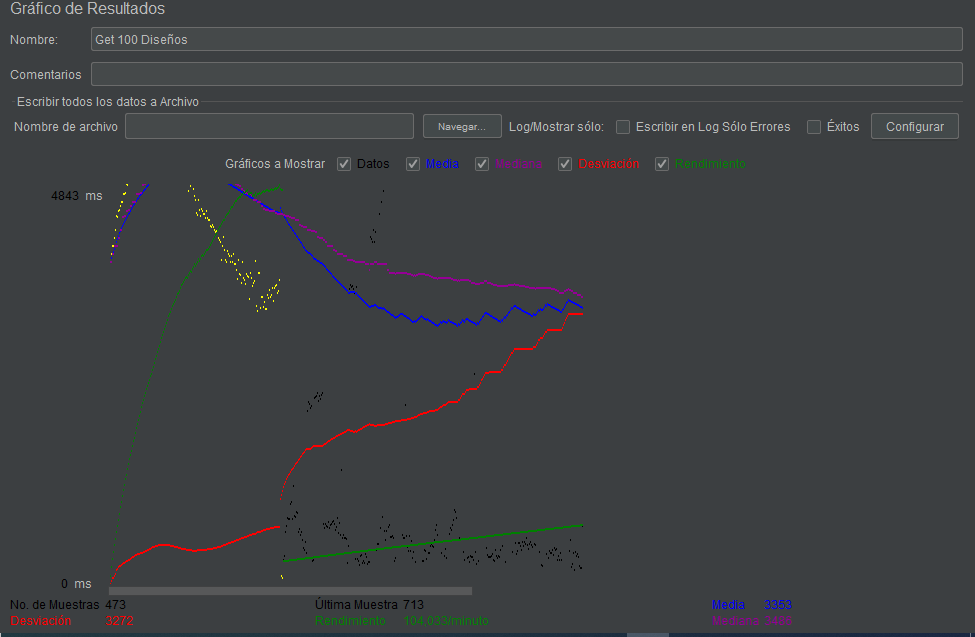 Gráfico de Resultados
Nombre: Get 100 Diseños
Comentarios
Escribir todos los datos a Archivo
Nombre de archivo Navegar... Log/Mostrar sólo: Escribir en Log Sólo Errores Éxitos Configurar
Gráficos a Mostrar Datos Media Mediana Desviación Rendimiento
4843 ms
0 ms
No. de Muestras 473 Última Muestra 713 Media 3353
Desviación 3272 Rendimiento 104,033/minuto Mediana 3430